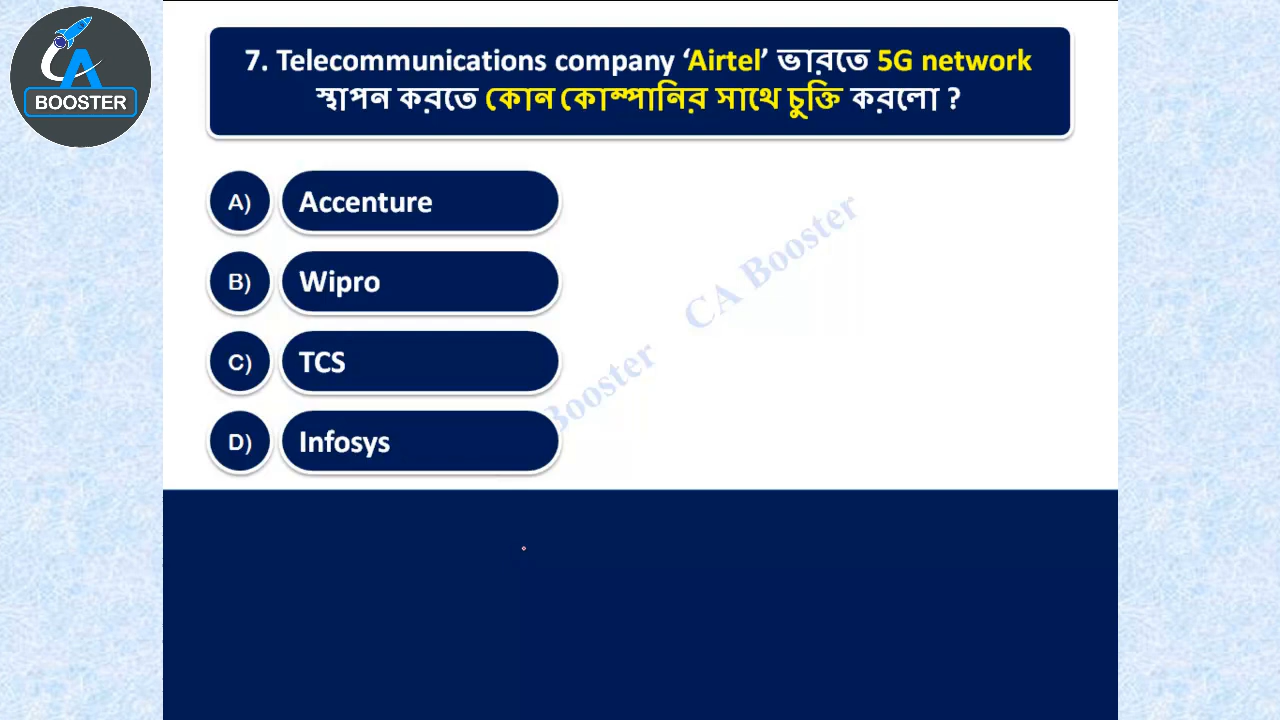 A
BOOSTER
7. Telecommunications company ‘Airtel’ ভারতে 5G network
স্থাপন করতে কোন কোম্পানির সাথে চুক্তি করলো ?
A) Accenture
B) Wipro
C) TCS
D) Infosys
CA Booster
Booster